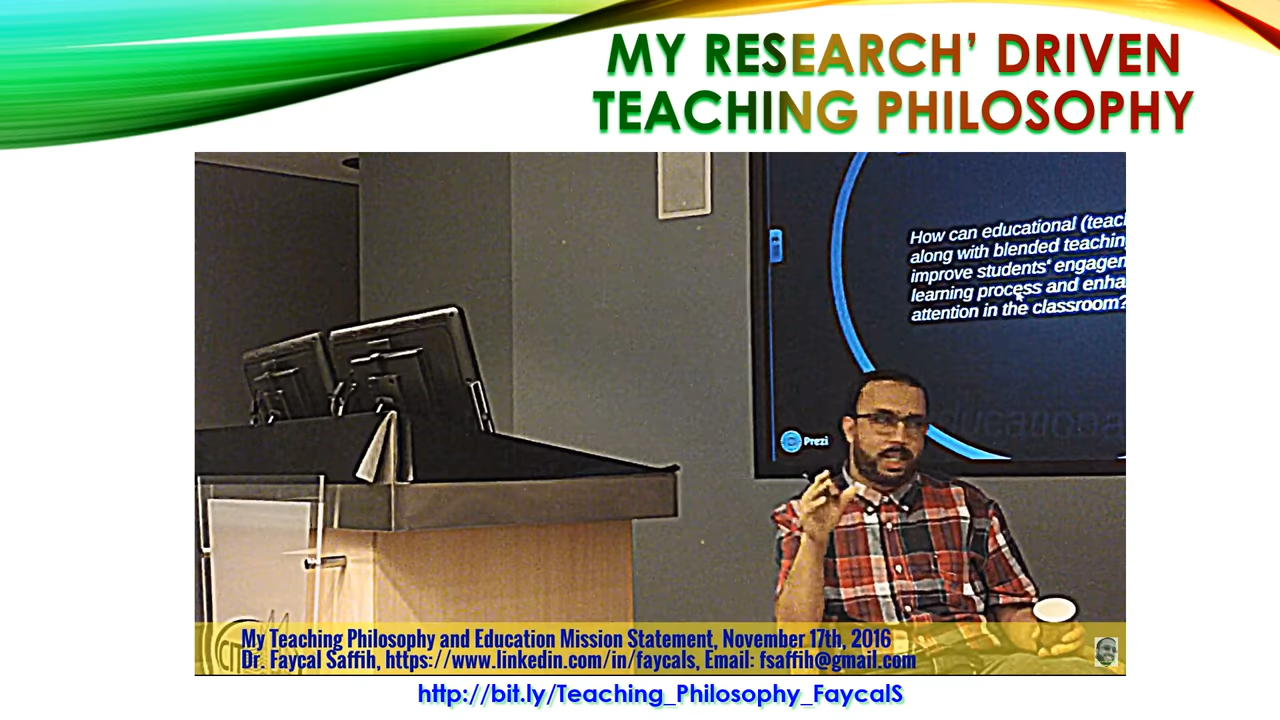 MY RESEARCH’ DRIVEN
TEACHING PHILOSOPHY
How can educational (teac
along with blended teachin
improve students' engagen
learning process and enha
attention in the classroom?
Prezi
My Teaching Philosophy and Education Mission Statement, November 17th, 2016
Dr. Faycal Saffih, https://www.linkedin.com/in/faycals, Email: fsaffih@gmail.com
http://bit.ly/Teaching_Philosophy_FaycalS